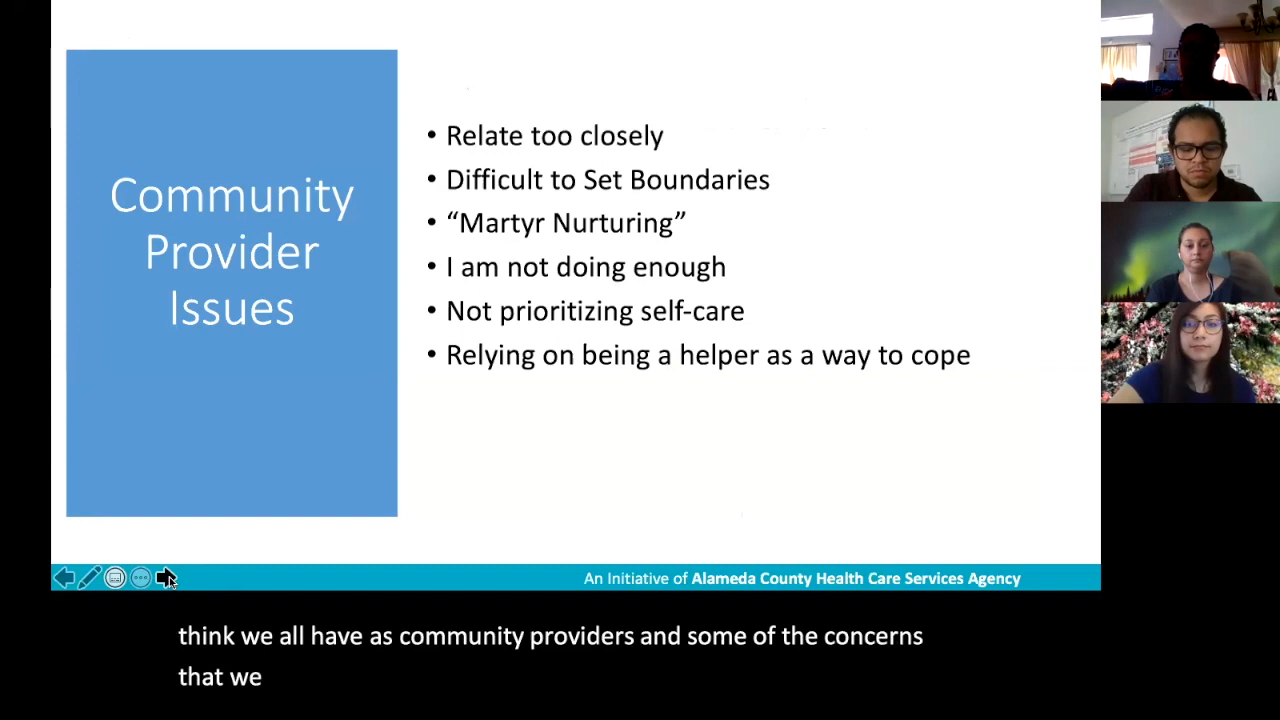 Community
Provider
Issues
• Relate too closely
• Difficult to Set Boundaries
• “Martyr Nurturing”
• I am not doing enough
• Not prioritizing self-care
• Relying on being a helper as a way to cope
An Initiative of Alameda County Health Care Services Agency
think we all have as community providers and some of the concerns
that we